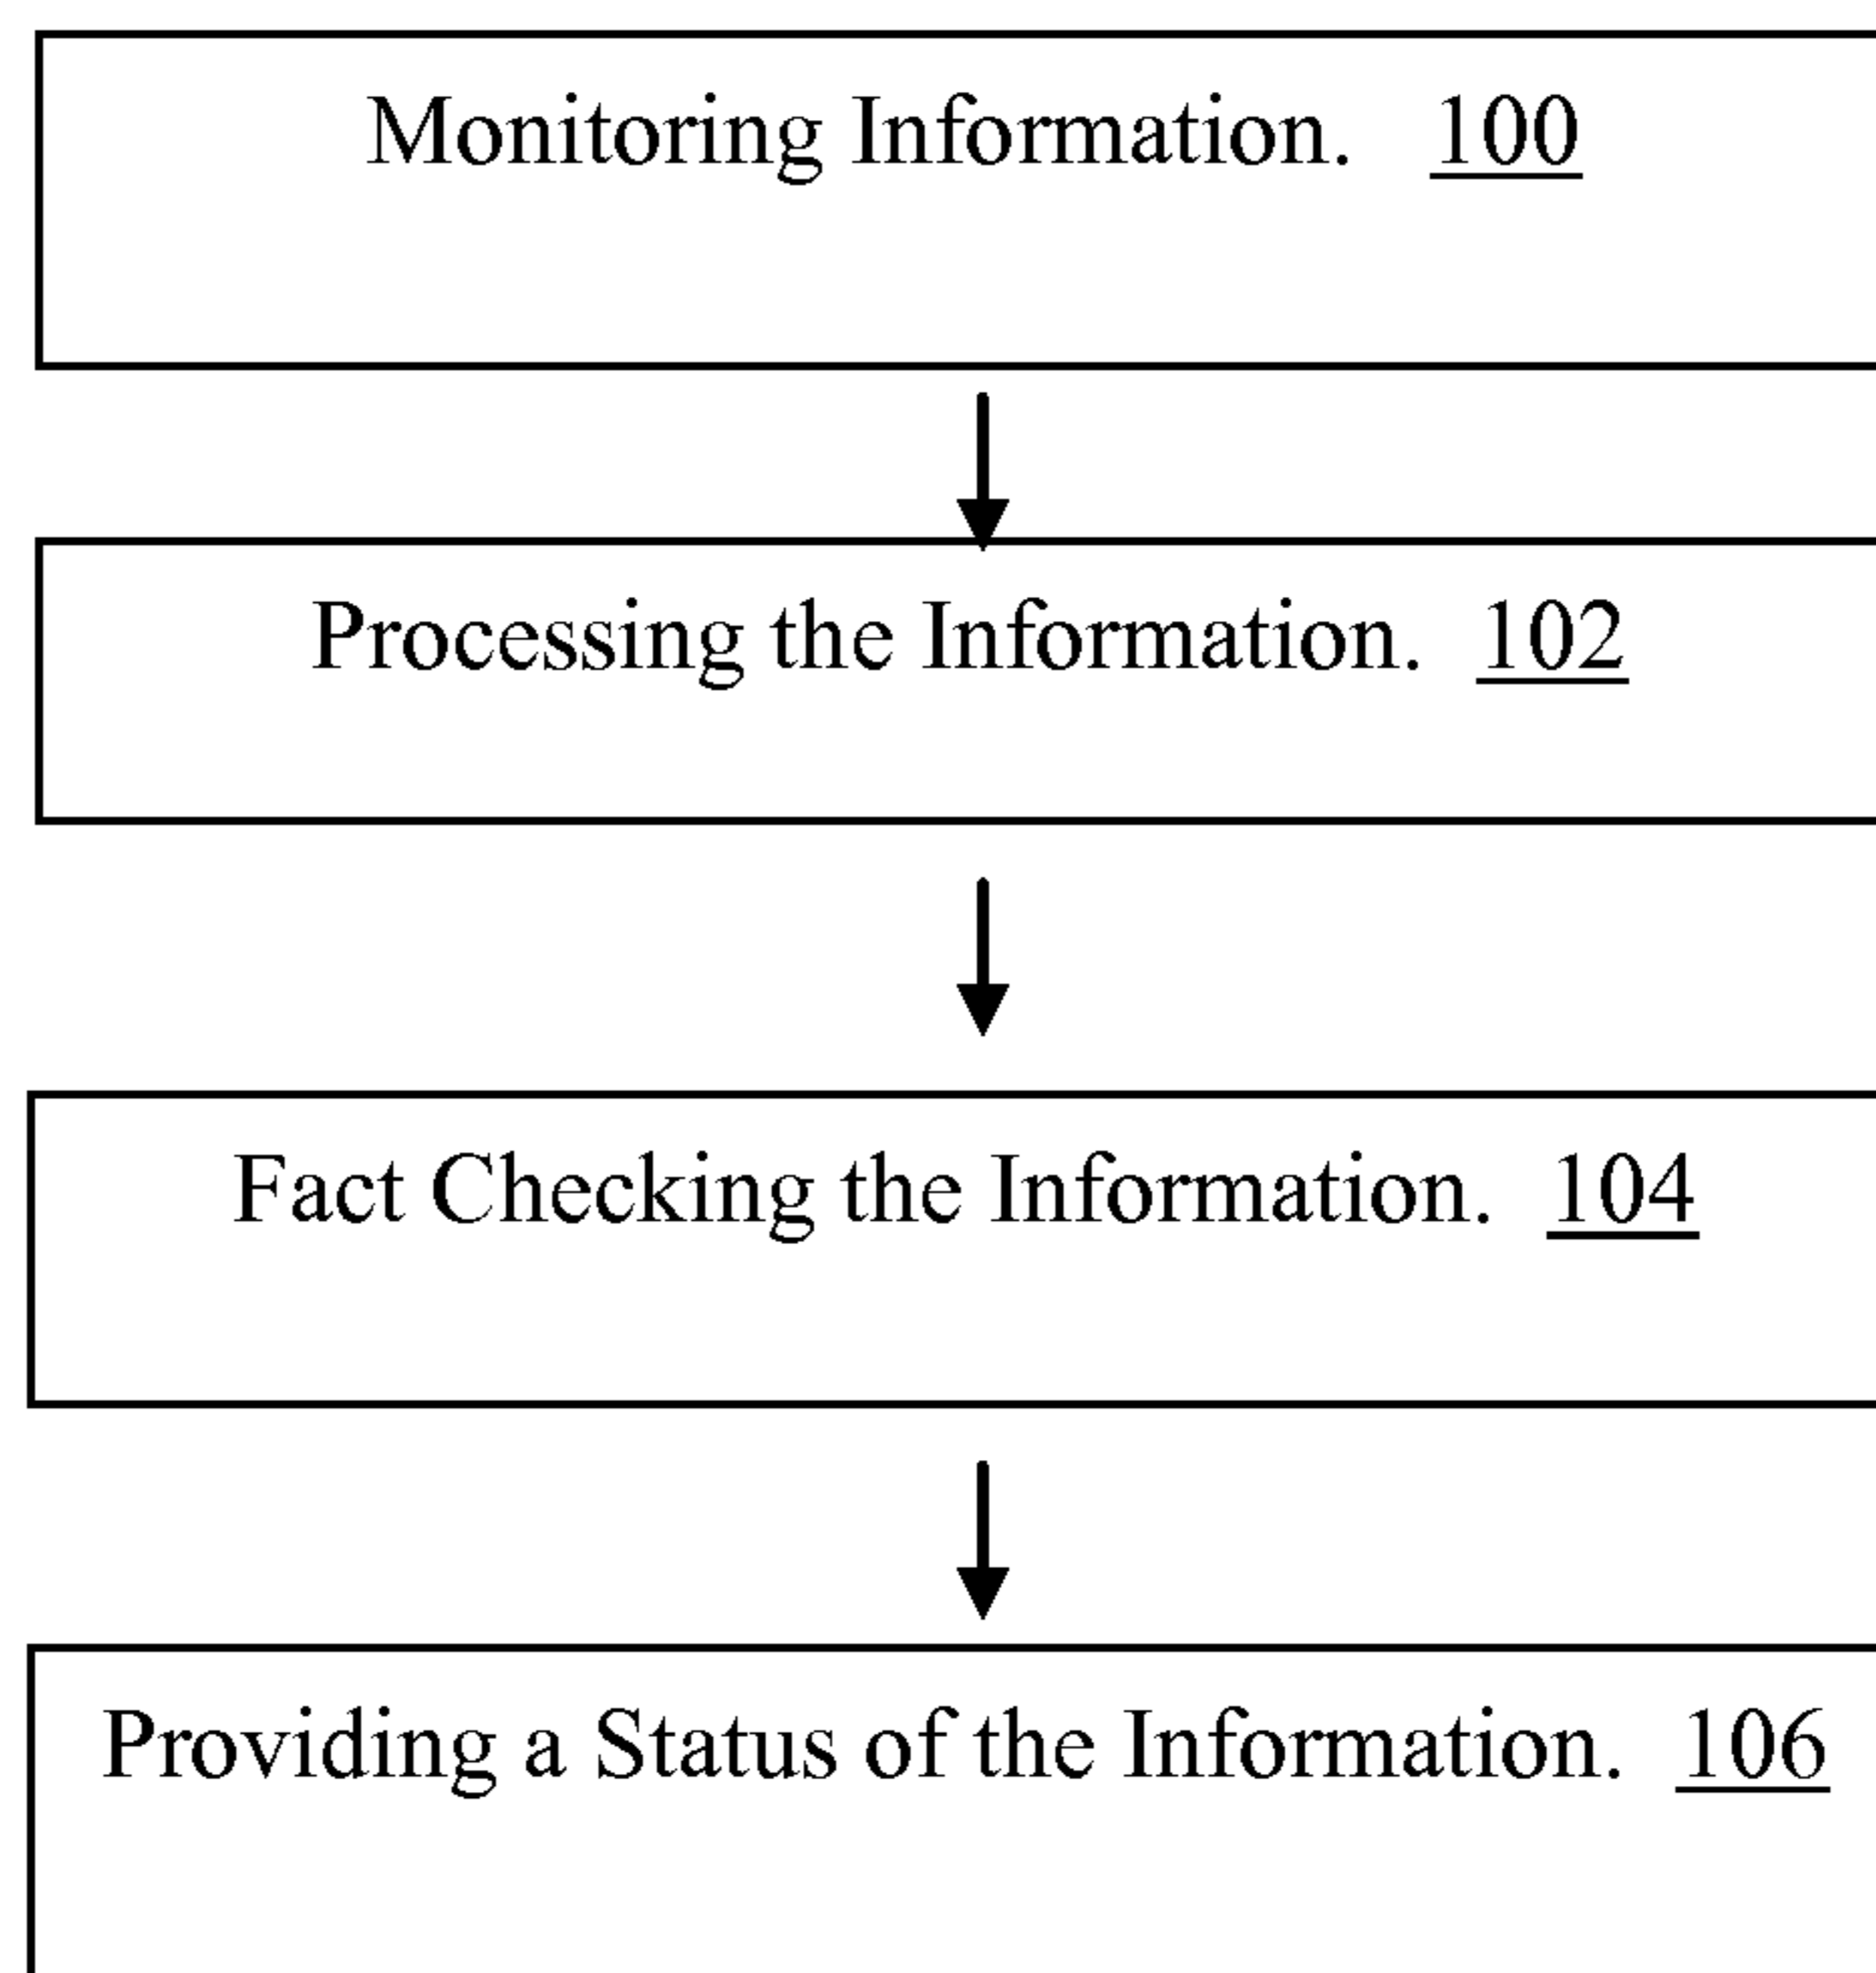 Monitoring Information. 100
Processing the Information. 102
Fact Checking the Information. 104
Providing a Status of the Information. 106